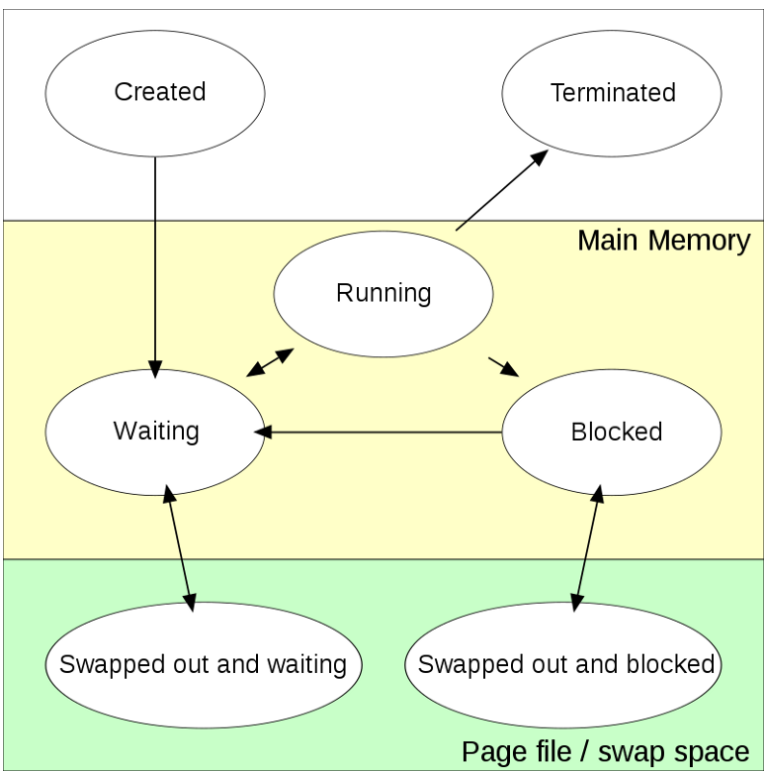 Created
Terminated
Main Memory
Running
Waiting
Blocked
Swapped out and waiting
Swapped out and blocked
Page file / swap space